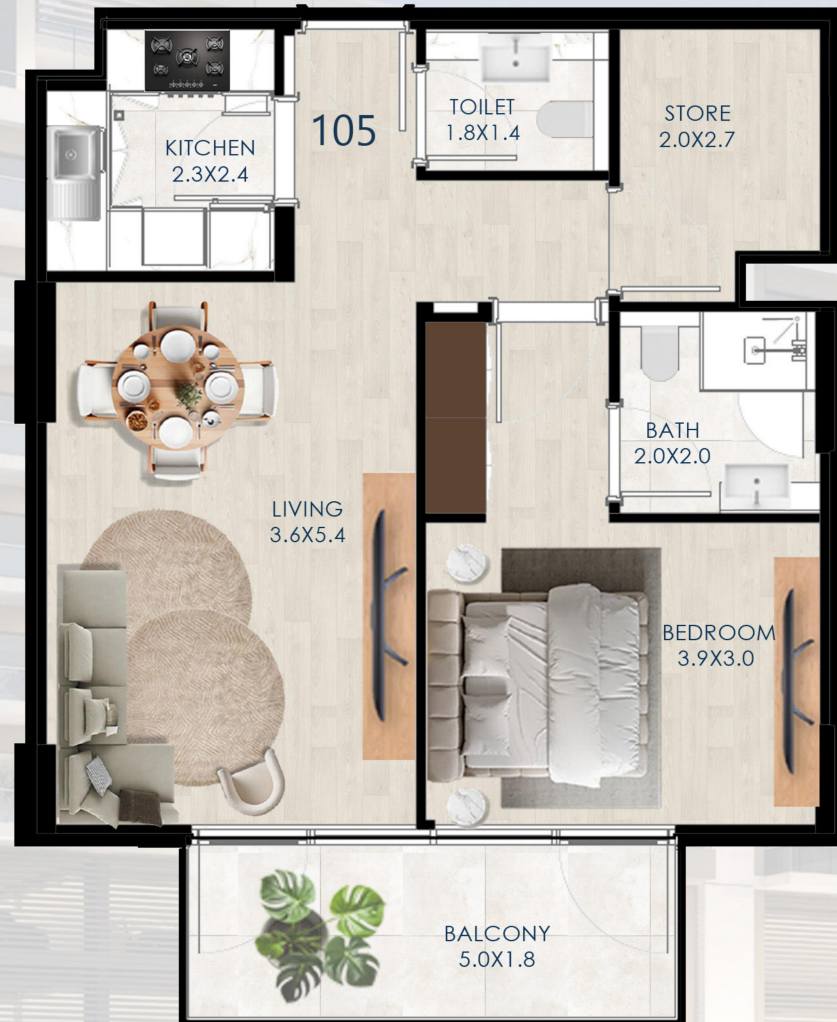 105
TOILET
1.8X1.4
STORE
2.0X2.7
KITCHEN
2.3X2.4
BATH
2.0X2.0
LIVING
3.6X5.4
BEDROOM
3.9X3.0
BALCONY
5.0X1.8